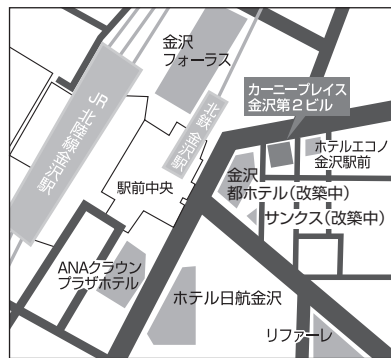 金沢
フォーラス
カーニープレイス
金沢第2ビル
JR 北陸線金沢駅
北鉄 金沢駅
ホテルエコノ
金沢駅前
駅前中央
金沢
都ホテル(改築中)
サンクス(改築中)
ANAクラウン
プラザホテル
ホテル日航金沢
リファーレ